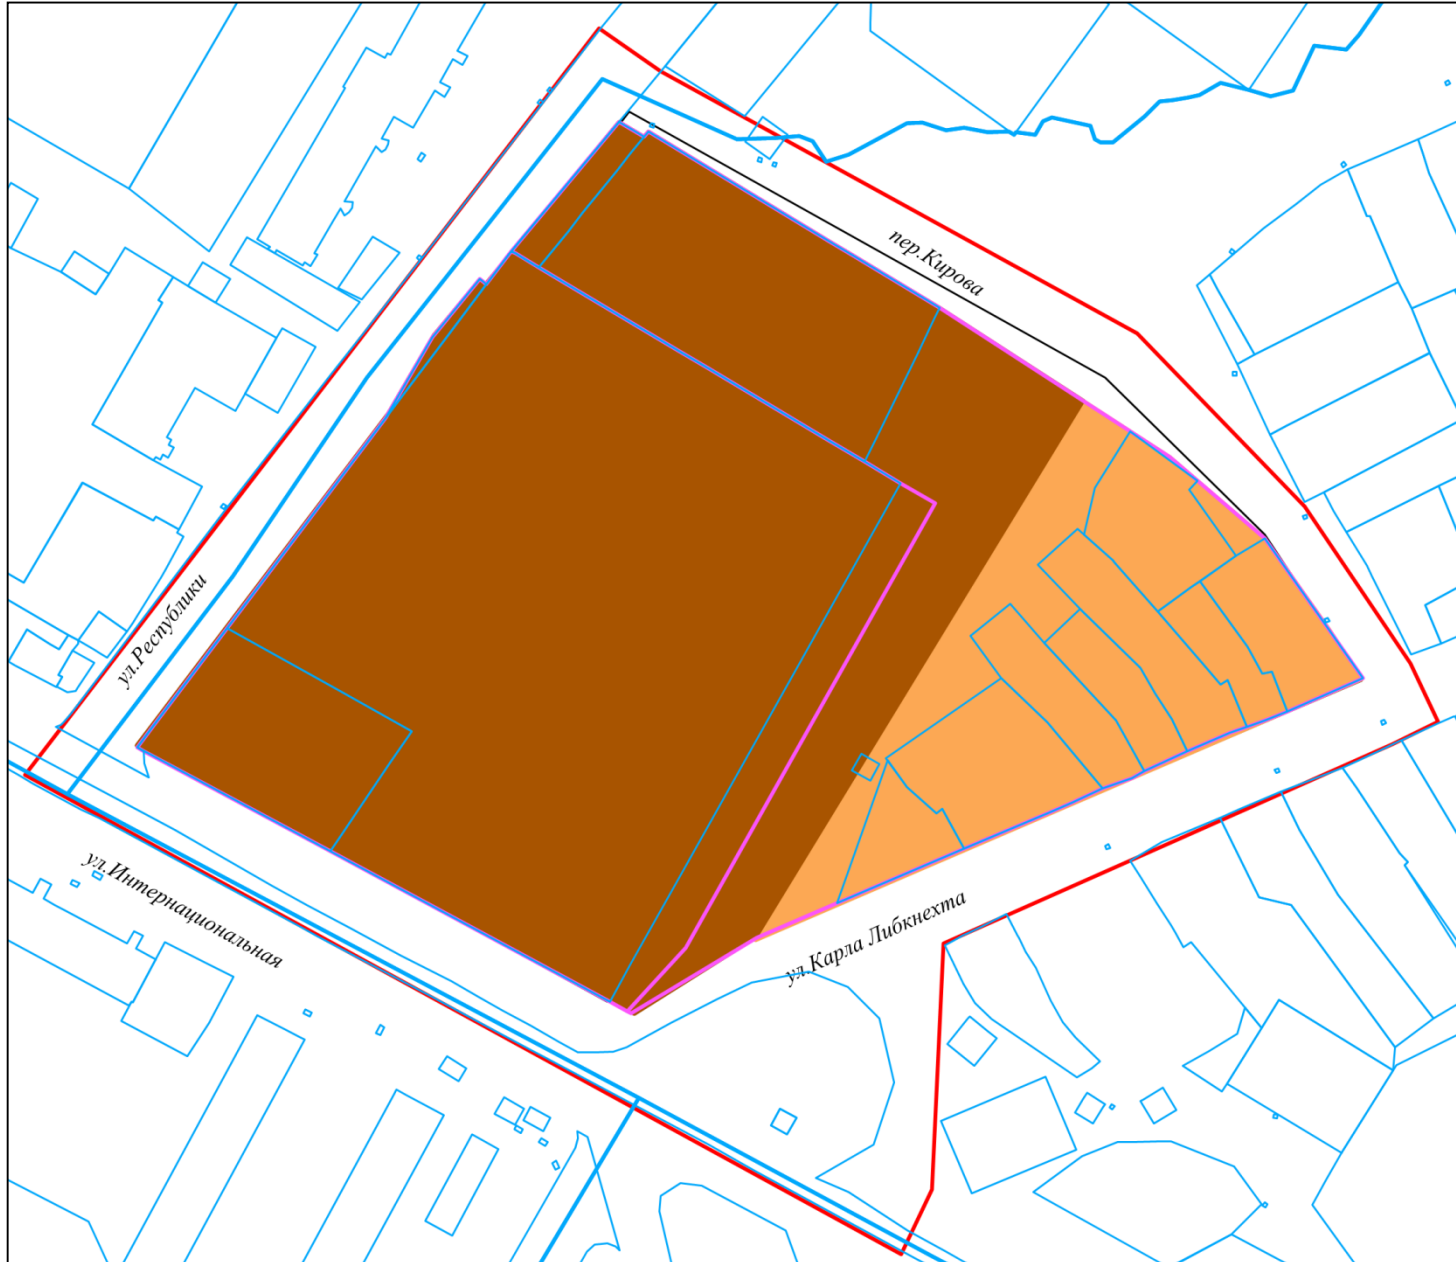 пер.Кирова
ул.Республики
ул.Интернациональная
ул.Карла Либкнехта